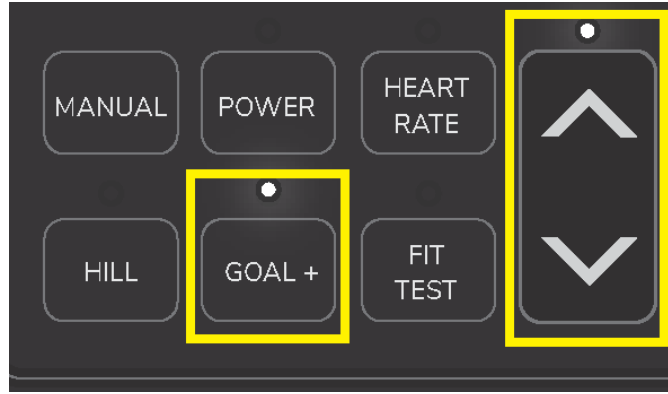 MANUAL
POWER
HEART
RATE
HILL
GOAL +
FIT
TEST